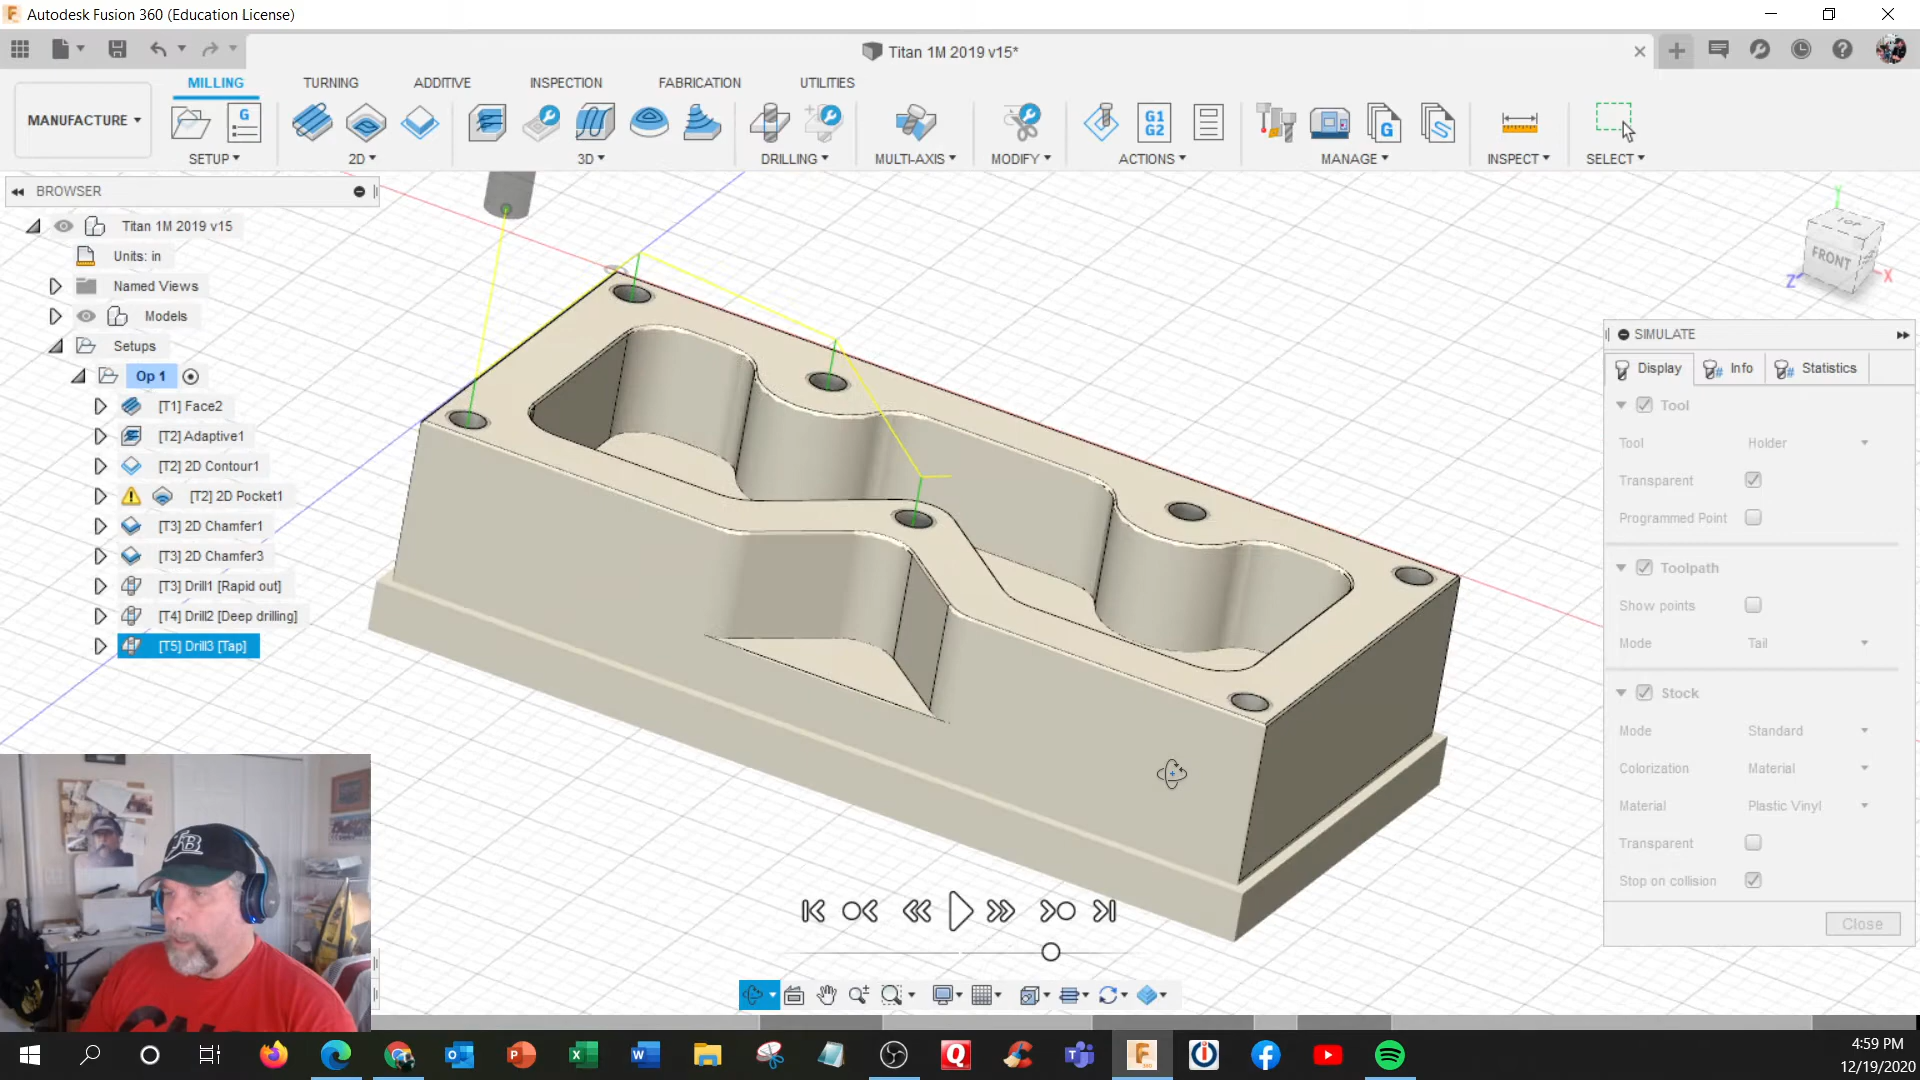 Autodesk Fusion 360 (Education License)
Titan 1M 2019 v15*
MILLING TURNING ADDITIVE INSPECTION FABRICATION UTILITIES
MANUFACTURE
G
G1
G2
G
SETUP 2D 3D DRILLING MULTI-AXIS MODIFY ACTIONS MANAGE INSPECT SELECT
BROWSER
Titan 1M 2019 v15
Units: in
Named Views
Models
Setups
Op 1
[T1] Face2
[T2] Adaptive1
[T2] 2D Contour1
[T2] 2D Pocket1
[T3] 2D Chamfer1
[T3] 2D Chamfer3
[T3] Drill1 [Rapid out]
[T4] Drill2 [Deep drilling]
[T5] Drill3 [Tap]
Y
TOP
FRONT
Z
X
SIMULATE
Display Info Statistics
Tool
Tool Holder
Transparent
Programmed Point
Toolpath
Show points
Mode Tail
Stock
Mode Standard
Colorization Material
Material Plastic Vinyl
Transparent
Stop on collision
Close
4:59 PM
12/19/2020